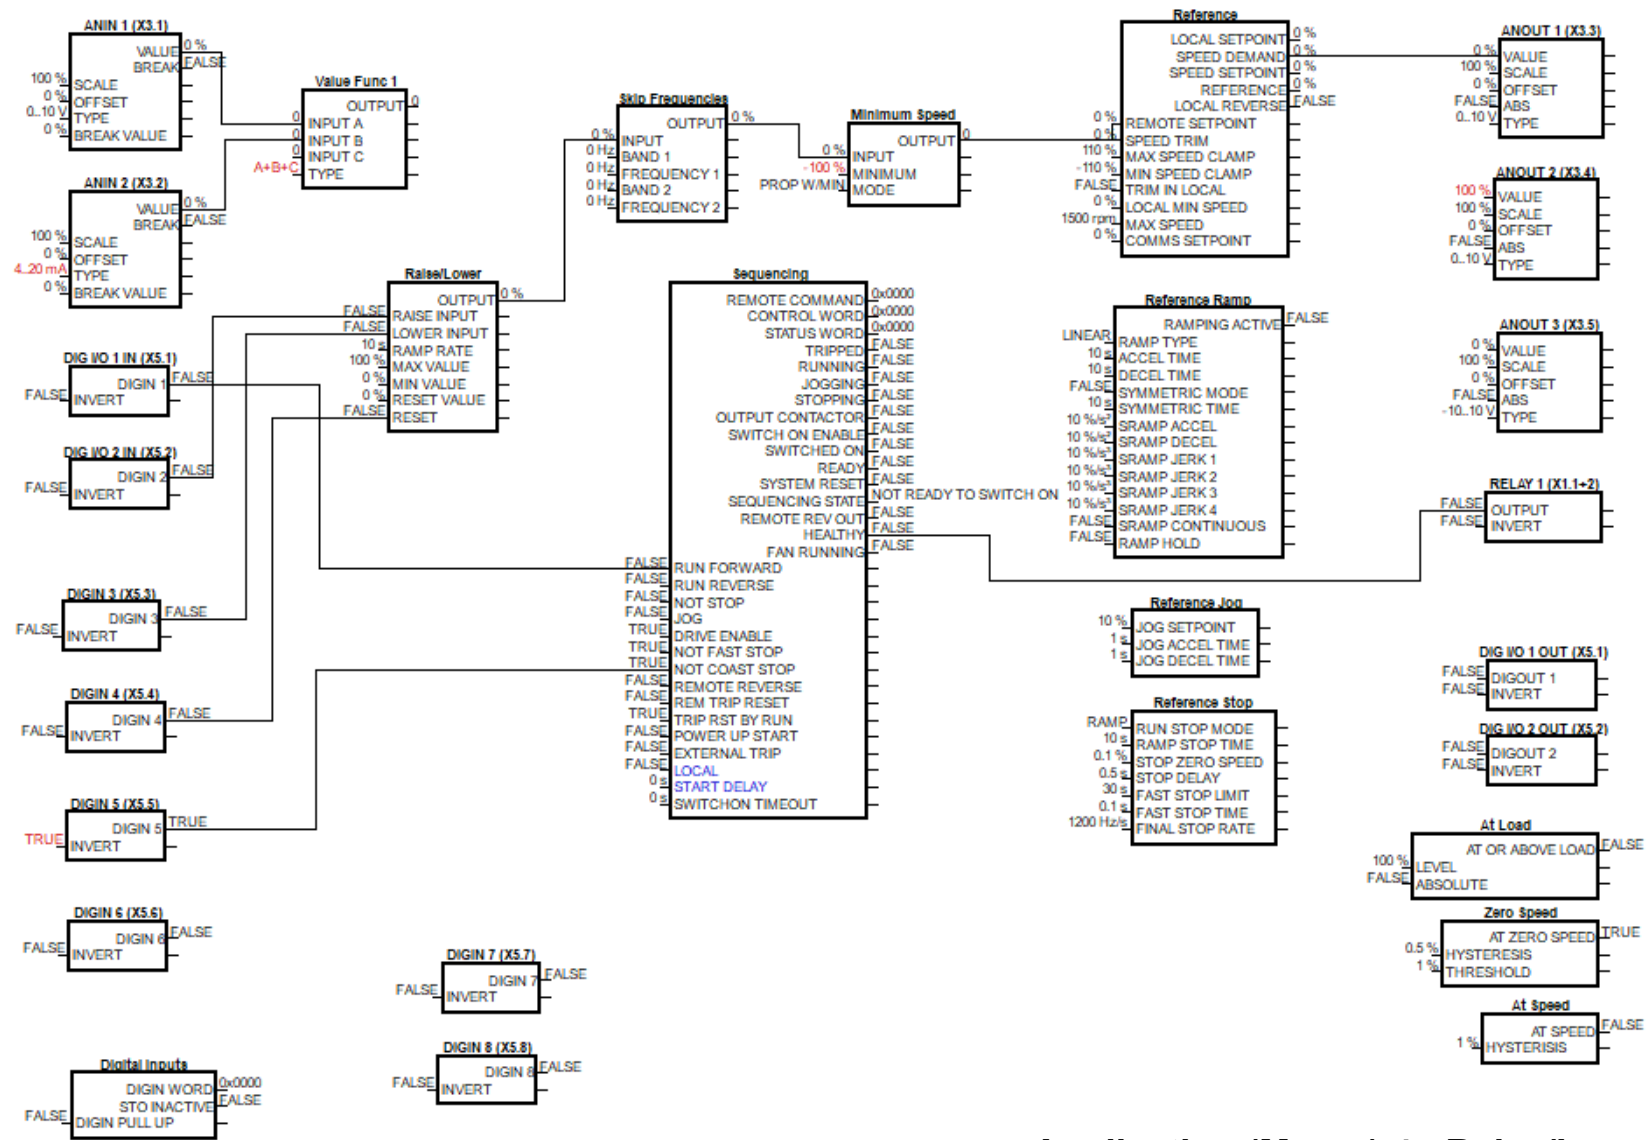 ANIN 1 (X3.1)
VALUE 0 %
BREAK FALSE
100 % SCALE
0 % OFFSET
0..10 V TYPE
0 % BREAK VALUE
ANIN 2 (X3.2)
VALUE 0 %
BREAK FALSE
100 % SCALE
0 % OFFSET
4..20 mA TYPE
0 % BREAK VALUE
Value Func 1
OUTPUT 0
0 INPUT A
0 INPUT B
0 INPUT C
A+B+C TYPE
Raise/Lower
OUTPUT 0 %
FALSE RAISE INPUT
FALSE LOWER INPUT
10 s RAMP RATE
100 % MAX VALUE
0 % MIN VALUE
0 % RESET VALUE
FALSE RESET
DIG I/O 1 IN (X5.1)
DIGIN 1 FALSE
FALSE INVERT
DIG I/O 2 IN (X5.2)
DIGIN 2 FALSE
FALSE INVERT
DIGIN 3 (X5.3)
DIGIN 3 FALSE
FALSE INVERT
DIGIN 4 (X5.4)
DIGIN 4 FALSE
FALSE INVERT
DIGIN 5 (X5.5)
DIGIN 5 TRUE
TRUE INVERT
DIGIN 6 (X5.6)
DIGIN 6 FALSE
FALSE INVERT
DIGIN 7 (X5.7)
DIGIN 7 FALSE
FALSE INVERT
DIGIN 8 (X5.8)
DIGIN 8 FALSE
FALSE INVERT
Digital Inputs
DIGIN WORD 0x0000
STO INACTIVE FALSE
FALSE DIGIN PULL UP
Skip Frequencies
OUTPUT 0 %
0 % INPUT
0 Hz BAND 1
0 Hz FREQUENCY 1
0 Hz BAND 2
0 Hz FREQUENCY 2
Minimum Speed
OUTPUT 0
0 % INPUT
-100 % MINIMUM
PROP W/MIN MODE
Sequencing
REMOTE COMMAND 0x0000
CONTROL WORD 0x0000
STATUS WORD 0x0000
TRIPPED FALSE
RUNNING FALSE
JOGGING FALSE
STOPPING FALSE
OUTPUT CONTACTOR FALSE
SWITCH ON ENABLE FALSE
SWITCHED ON FALSE
READY FALSE
SYSTEM RESET FALSE
SEQUENCING STATE NOT READY TO SWITCH ON
REMOTE REV OUT FALSE
HEALTHY FALSE
FAN RUNNING FALSE
FALSE RUN FORWARD
FALSE RUN REVERSE
FALSE NOT STOP
FALSE JOG
TRUE DRIVE ENABLE
TRUE NOT FAST STOP
TRUE NOT COAST STOP
FALSE REMOTE REVERSE
FALSE REM TRIP RESET
TRUE TRIP RST BY RUN
FALSE POWER UP START
FALSE EXTERNAL TRIP
FALSE LOCAL
0 s START DELAY
0 s SWITCHON TIMEOUT
Reference
LOCAL SETPOINT 0 %
SPEED DEMAND 0 %
SPEED SETPOINT 0 %
REFERENCE 0 %
LOCAL REVERSE FALSE
0 % REMOTE SETPOINT
0 % SPEED TRIM
110 % MAX SPEED CLAMP
-110 % MIN SPEED CLAMP
FALSE TRIM IN LOCAL
0 % LOCAL MIN SPEED
1500 rpm MAX SPEED
0 % COMMS SETPOINT
Reference Ramp
RAMPING ACTIVE FALSE
LINEAR RAMP TYPE
10 s ACCEL TIME
10 s DECEL TIME
FALSE SYMMETRIC MODE
10 s SYMMETRIC TIME
10 %/s² SRAMP ACCEL
10 %/s² SRAMP DECEL
10 %/s³ SRAMP JERK 1
10 %/s³ SRAMP JERK 2
10 %/s³ SRAMP JERK 3
10 %/s³ SRAMP JERK 4
FALSE SRAMP CONTINUOUS
FALSE RAMP HOLD
Reference Jog
10 % JOG SETPOINT
1 s JOG ACCEL TIME
1 s JOG DECEL TIME
Reference Stop
RAMP RUN STOP MODE
10 s RAMP STOP TIME
0.1 % STOP ZERO SPEED
0.5 s STOP DELAY
30 s FAST STOP LIMIT
0.1 s FAST STOP TIME
1200 Hz/s FINAL STOP RATE
ANOUT 1 (X3.3)
0 % VALUE
100 % SCALE
0 % OFFSET
FALSE ABS
0..10 V TYPE
ANOUT 2 (X3.4)
100 % VALUE
100 % SCALE
0 % OFFSET
FALSE ABS
0..10 V TYPE
ANOUT 3 (X3.5)
0 % VALUE
100 % SCALE
0 % OFFSET
FALSE ABS
-10..10 V TYPE
RELAY 1 (X1.1+2)
FALSE OUTPUT
FALSE INVERT
DIG I/O 1 OUT (X5.1)
FALSE DIGOUT 1
FALSE INVERT
DIG I/O 2 OUT (X5.2)
FALSE DIGOUT 2
FALSE INVERT
At Load
AT OR ABOVE LOAD FALSE
100 % LEVEL
FALSE ABSOLUTE
Zero Speed
AT ZERO SPEED TRUE
0.5 % HYSTERESIS
1 % THRESHOLD
At Speed
AT SPEED FALSE
1 % HYSTERISIS